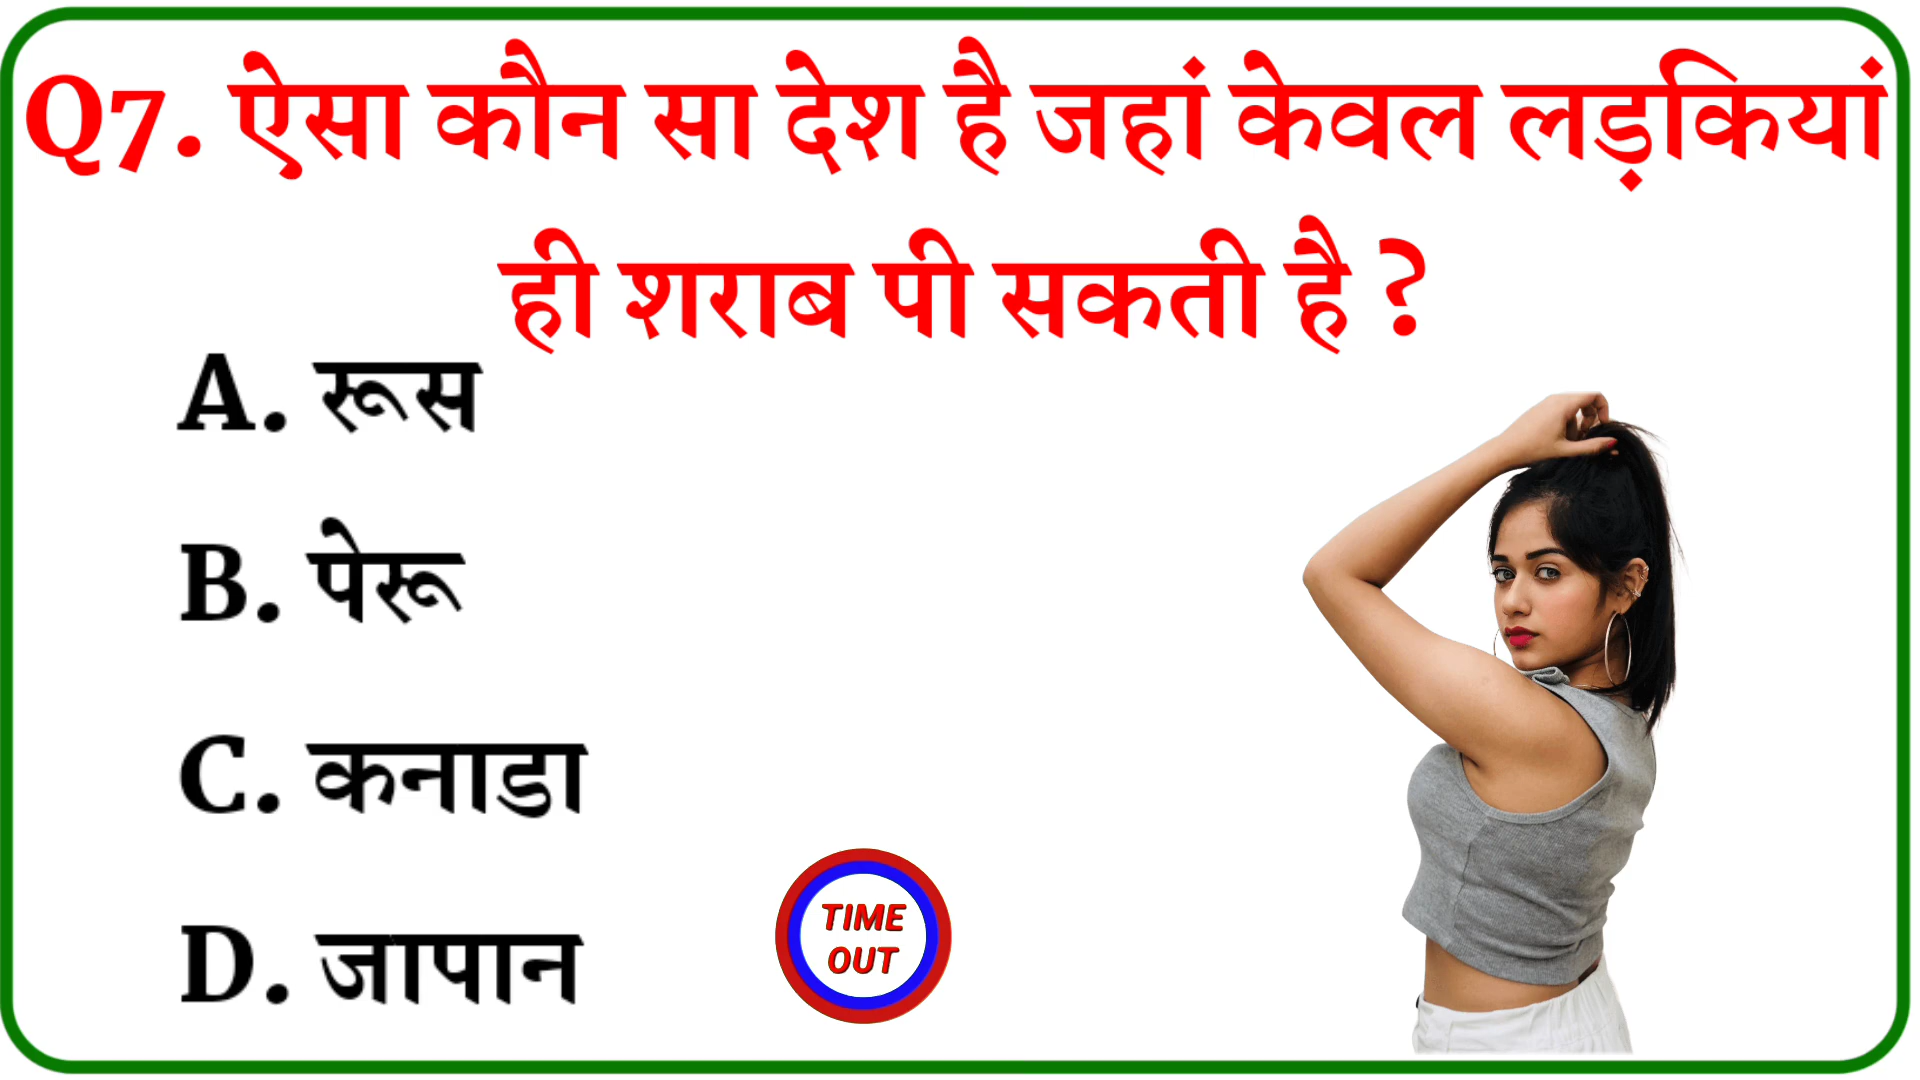 Q7. ऐसा कौन सा देश है जहां केवल लड़कियां
ही शराब पी सकती है ?
A. रूस
B. पेरू
C. कनाडा
D. जापान
TIME
OUT